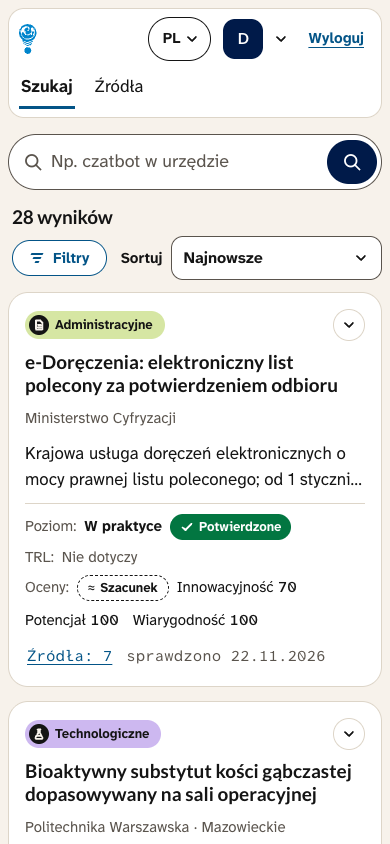 PL
D
Wyloguj
Szukaj
Źródła
Np. czatbot w urzędzie
28 wyników
Filtry
Sortuj
Najnowsze
Administracyjne
e-Doręczenia: elektroniczny list
polecony za potwierdzeniem odbioru
Ministerstwo Cyfryzacji
Krajowa usługa doręczeń elektronicznych o
mocy prawnej listu poleconego; od 1 styczni...
Poziom: W praktyce
Potwierdzone
TRL: Nie dotyczy
Oceny: ≈ Szacunek Innowacyjność 70
Potencjał 100 Wiarygodność 100
Źródła: 7 sprawdzono 22.11.2026
Technologiczne
Bioaktywny substytut kości gąbczastej
dopasowywany na sali operacyjnej
Politechnika Warszawska · Mazowieckie